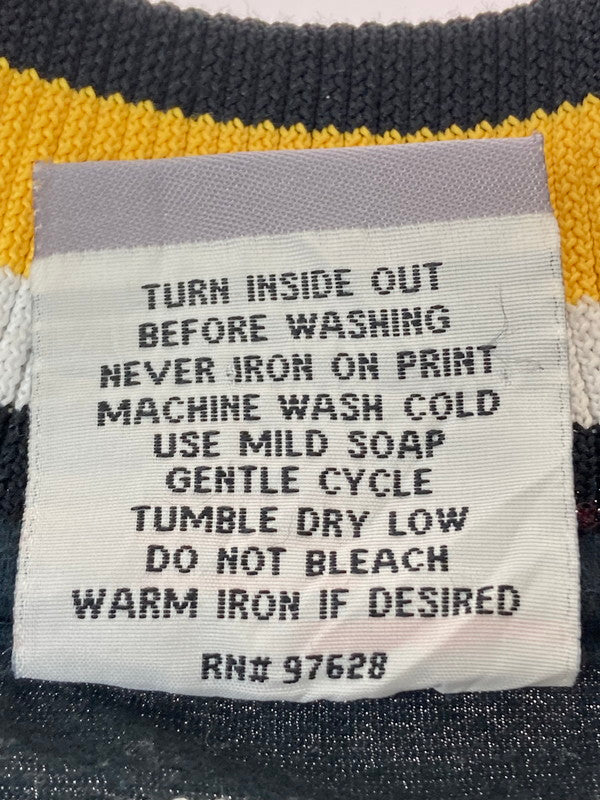 TURN INSIDE OUT
BEFORE WASHING
NEVER IRON ON PRINT
MACHINE WASH COLD
USE MILD SOAP
GENTLE CYCLE
TUMBLE DRY LOW
DO NOT BLEACH
WARM IRON IF DESIRED
RN# 97628